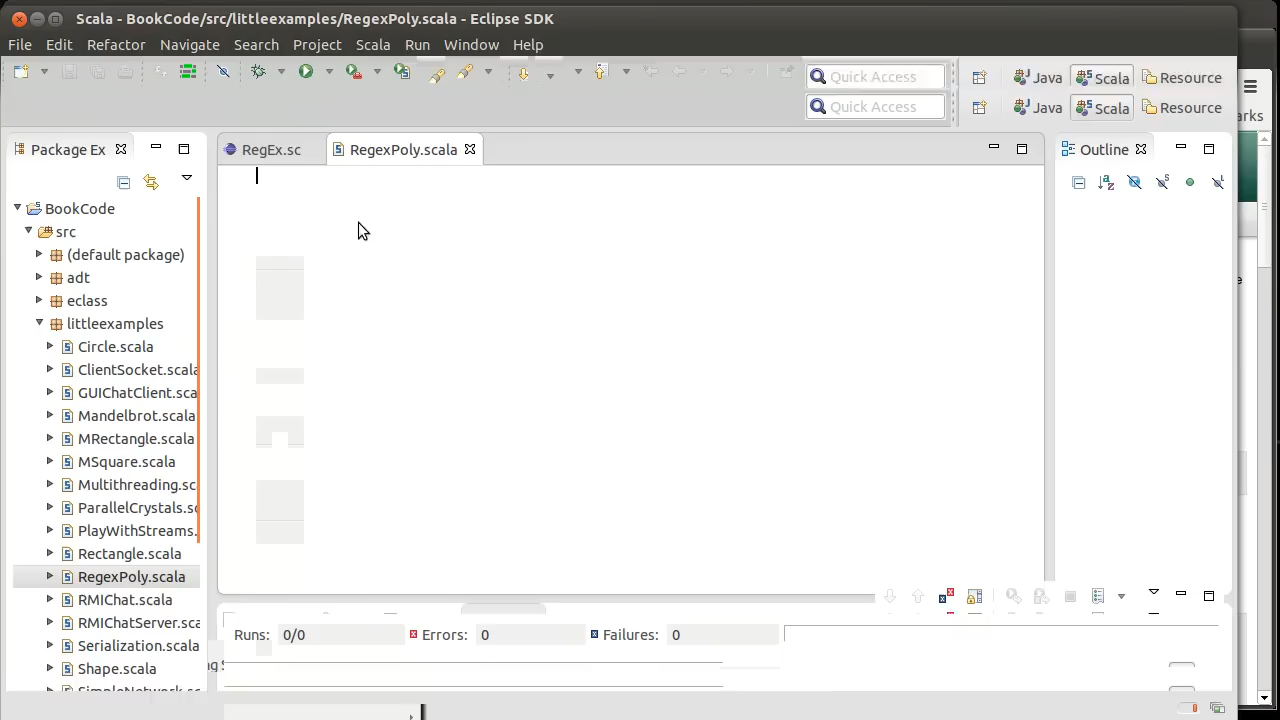 Scala - BookCode/src/littleexamples/RegexPoly.scala - Eclipse SDK
File Edit Refactor Navigate Search Project Scala Run Window Help
Quick Access Java Scala Resource
Quick Access Java Scala Resource
arks
Package Ex RegEx.sc RegexPoly.scala Outline
BookCode
src
(default package)
adt
eclass
littleexamples
Circle.scala
ClientSocket.scala
GUIChatClient.sca
Mandelbrot.scala
MRectangle.scala
MSquare.scala
Multithreading.sc
ParallelCrystals.sc
PlayWithStreams.
Rectangle.scala
RegexPoly.scala
RMIChat.scala
RMIChatServer.sca
Serialization.scala
Shape.scala
Runs: 0/0 Errors: 0 Failures: 0